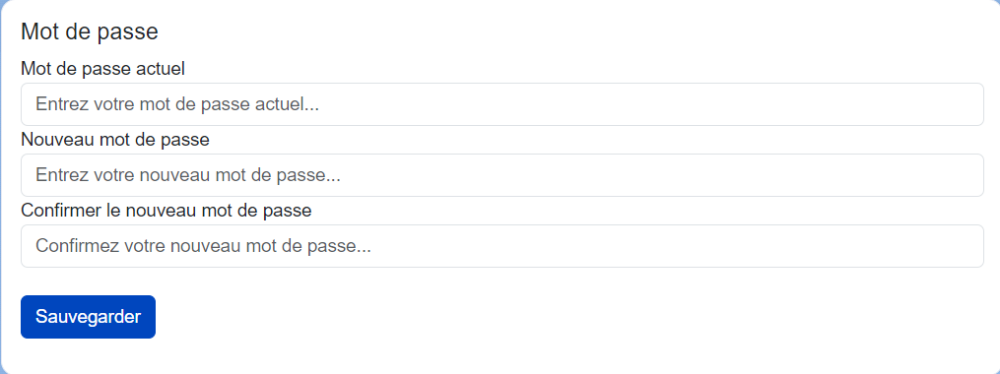 Mot de passe
Mot de passe actuel
Entrez votre mot de passe actuel...
Nouveau mot de passe
Entrez votre nouveau mot de passe...
Confirmer le nouveau mot de passe
Confirmez votre nouveau mot de passe...
Sauvegarder